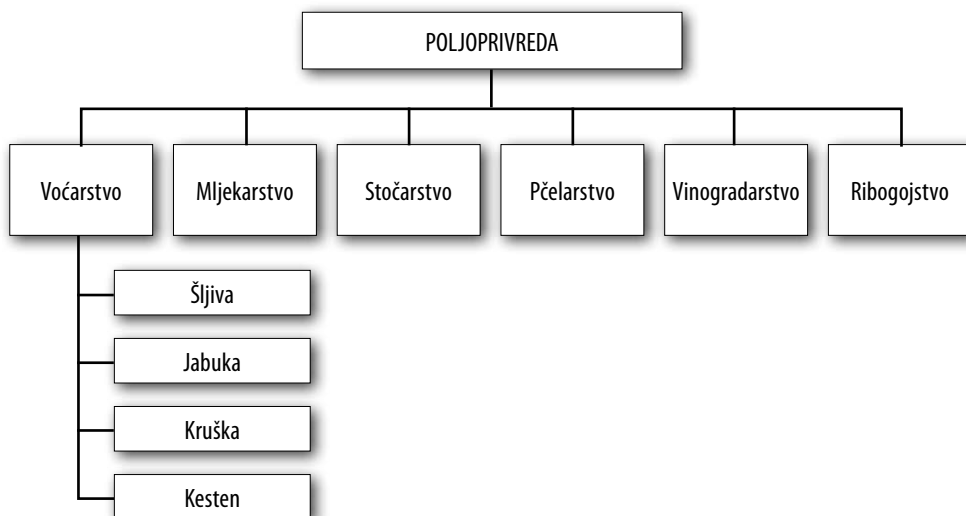 POLJOPRIVREDA
Voćarstvo
Mljekarstvo
Stočarstvo
Pčelarstvo
Vinogradarstvo
Ribogojstvo
Šljiva
Jabuka
Kruška
Kesten